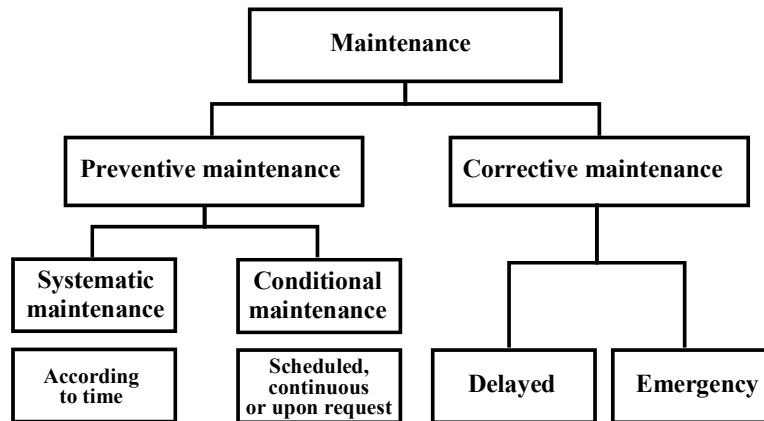 Maintenance
Preventive maintenance
Corrective maintenance
Systematic
maintenance
Conditional
maintenance
According
to time
Scheduled,
continuous
or upon request
Delayed
Emergency